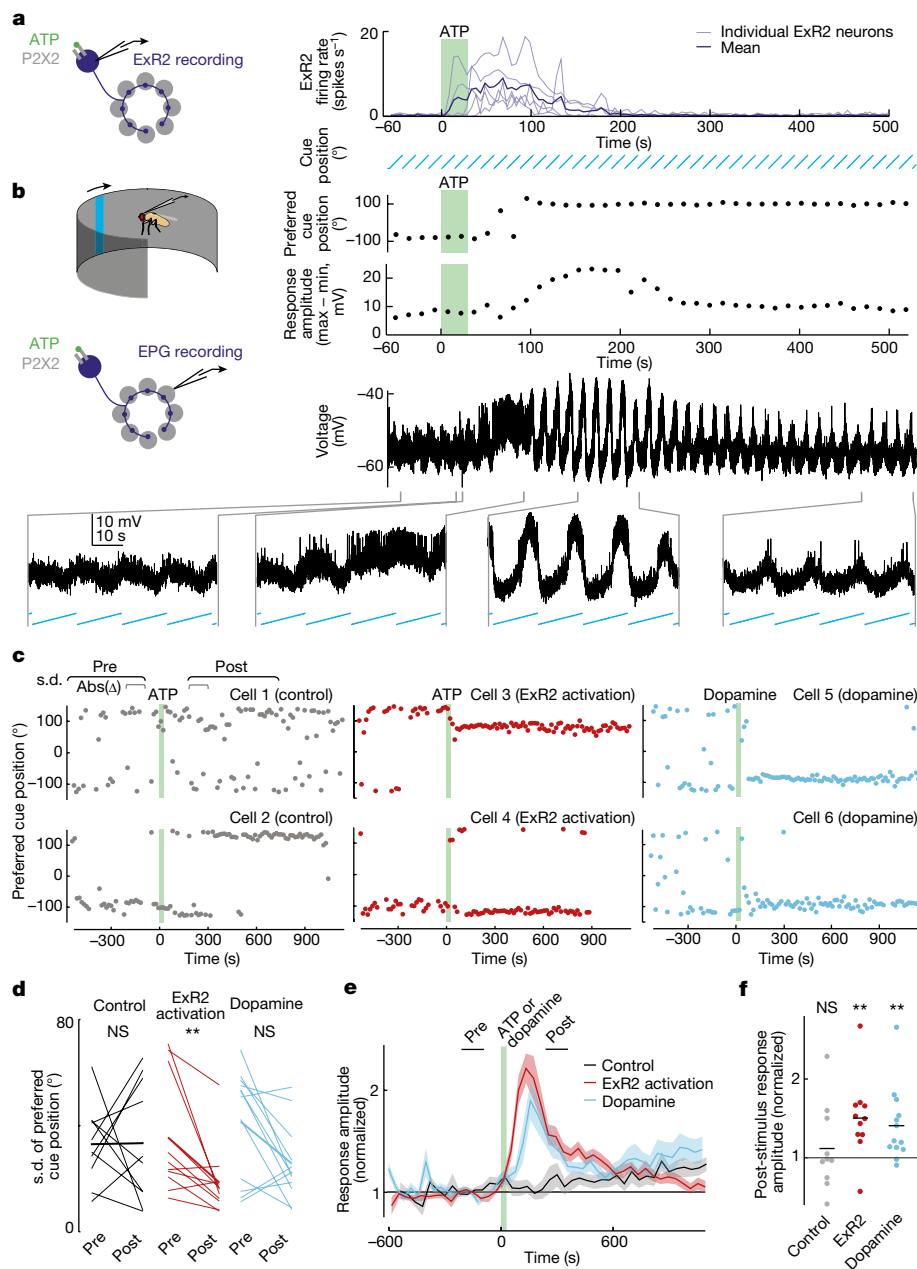 a
ATP
P2X2
ExR2 recording
ExR2
firing rate
(spikes s⁻¹)
20
0
ATP
Individual ExR2 neurons
Mean
−60
0
100
200
300
400
500
Time (s)
Cue
position
(°)
b
ATP
Preferred
cue
position
(°)
100
−100
Response
amplitude
(max − min,
mV)
20
10
0
−60
0
100
200
300
400
500
Time (s)
ATP
P2X2
EPG recording
Voltage
(mV)
−40
−60
10 mV
10 s
c
s.d.
Pre
Post
Abs(Δ)
ATP
Cell 1 (control)
ATP
Cell 3 (ExR2 activation)
Dopamine
Cell 5 (dopamine)
Preferred cue position (°)
100
0
−100
Cell 2 (control)
Cell 4 (ExR2 activation)
Cell 6 (dopamine)
100
0
−100
−300
0
300
600
900
Time (s)
−300
0
300
600
900
Time (s)
−300
0
300
600
900
Time (s)
d
80
0
s.d. of preferred
cue position (°)
Control
NS
ExR2
activation
**
Dopamine
NS
Pre
Post
Pre
Post
Pre
Post
e
Pre
ATP or
dopamine
Post
Control
ExR2 activation
Dopamine
Response amplitude
(normalized)
2
1
−600
0
600
Time (s)
f
NS
**
**
Post-stimulus response
amplitude (normalized)
2
1
Control
ExR2
Dopamine